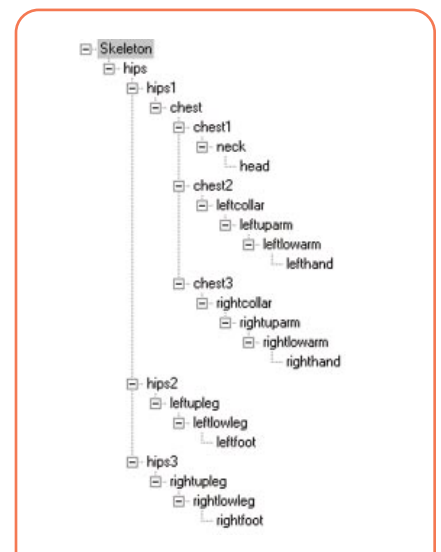 Skeleton
hips
hips1
chest
chest1
neck
head
chest2
leftcollar
leftuparm
leftlowarm
lefthand
chest3
rightcollar
rightuparm
rightlowarm
righthand
hips2
leftupleg
leftlowleg
leftfoot
hips3
rightupleg
rightlowleg
rightfoot